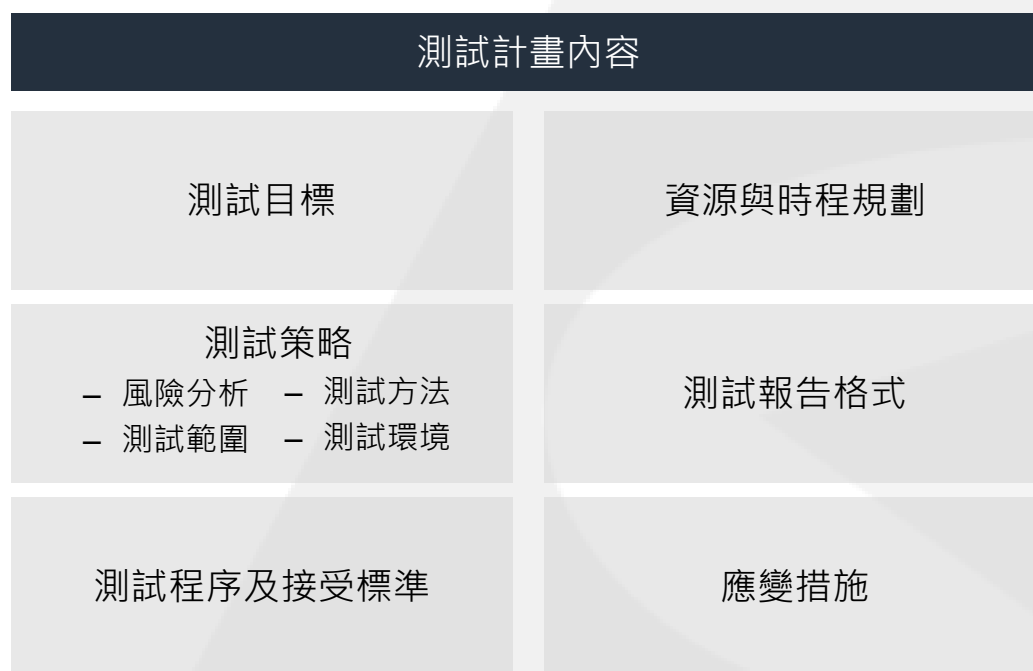 測試計畫內容
測試目標
資源與時程規劃
測試策略
– 風險分析 – 測試方法
– 測試範圍 – 測試環境
測試報告格式
測試程序及接受標準
應變措施